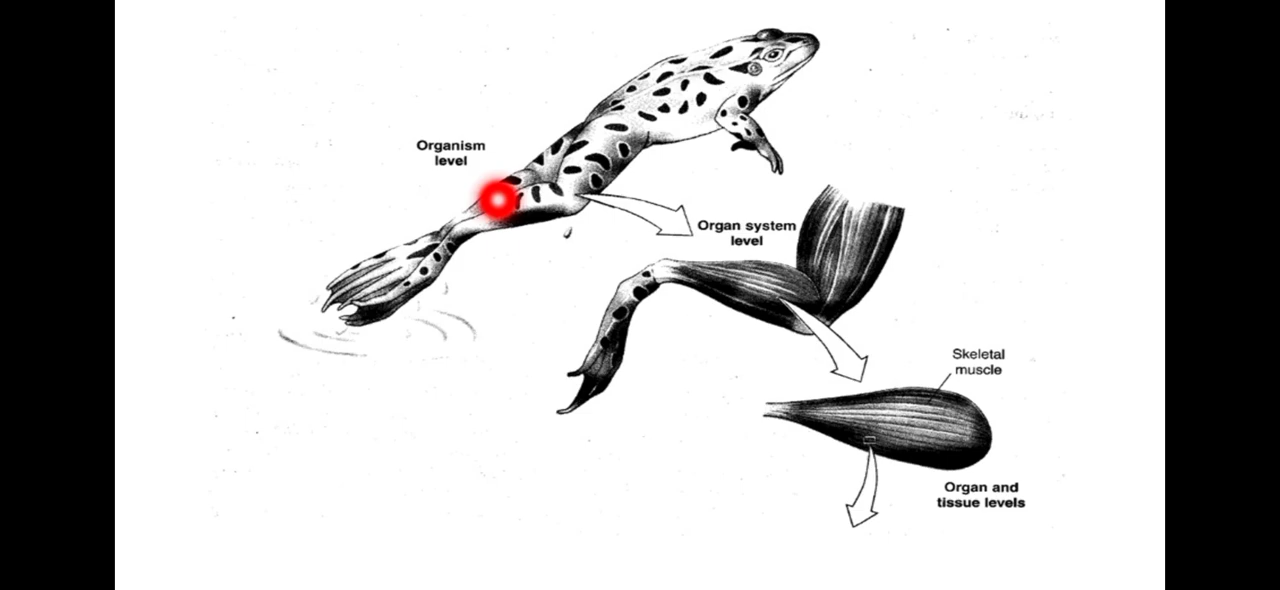 Organism
level
Organ system
level
Skeletal
muscle
Organ and
tissue levels